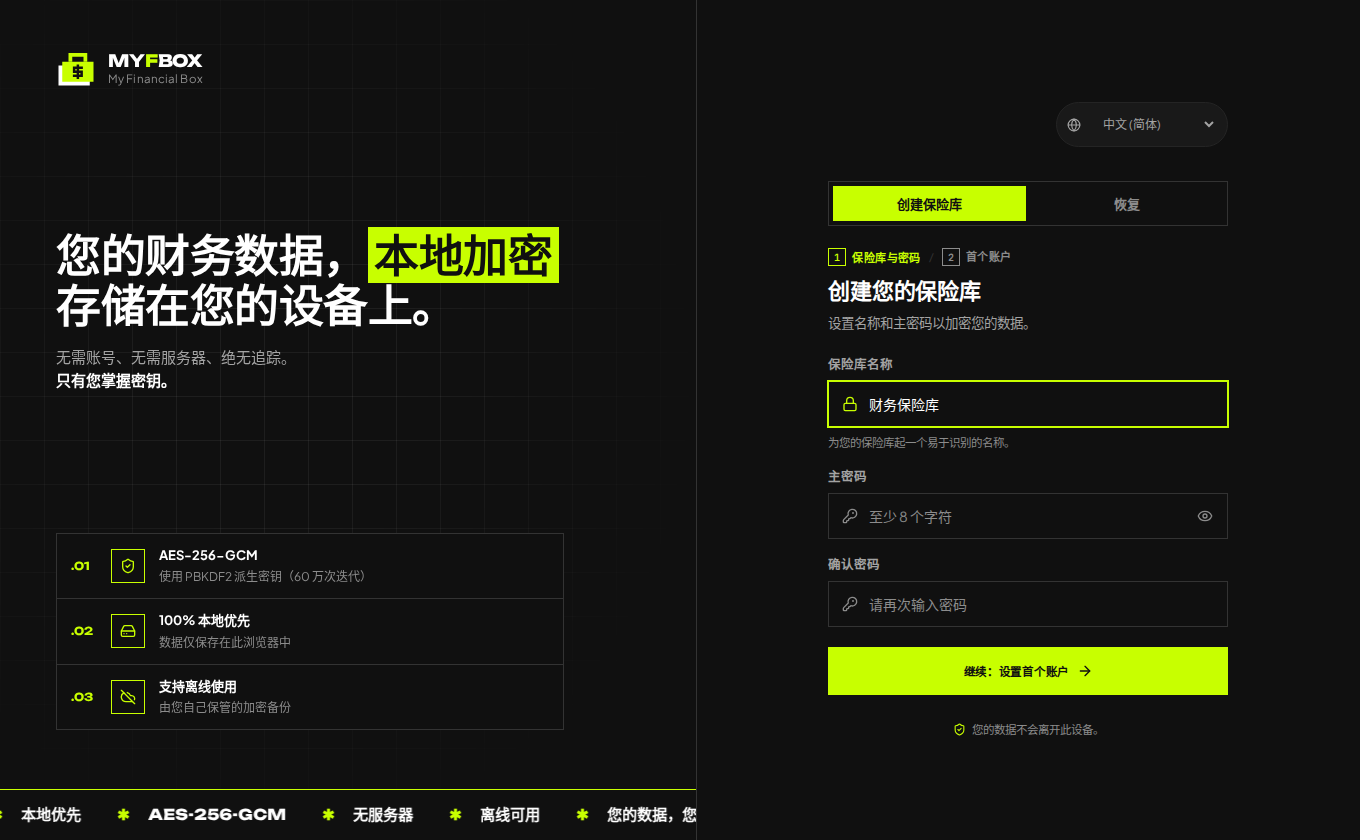 MYFBOX
My Financial Box
您的财务数据，本地加密
存储在您的设备上。
无需账号、无需服务器、绝无追踪。
只有您掌握密钥。
.01
AES-256-GCM
使用 PBKDF2 派生密钥（60 万次迭代）
.02
100% 本地优先
数据仅保存在此浏览器中
.03
支持离线使用
由您自己保管的加密备份
✱ 本地优先 ✱ AES-256-GCM ✱ 无服务器 ✱ 离线可用 ✱ 您的数据，您
中文 (简体)
创建保险库 恢复
1 保险库与密码 / 2 首个账户
创建您的保险库
设置名称和主密码以加密您的数据。
保险库名称
财务保险库
为您的保险库起一个易于识别的名称。
主密码
至少 8 个字符
确认密码
请再次输入密码
继续：设置首个账户 →
您的数据不会离开此设备。